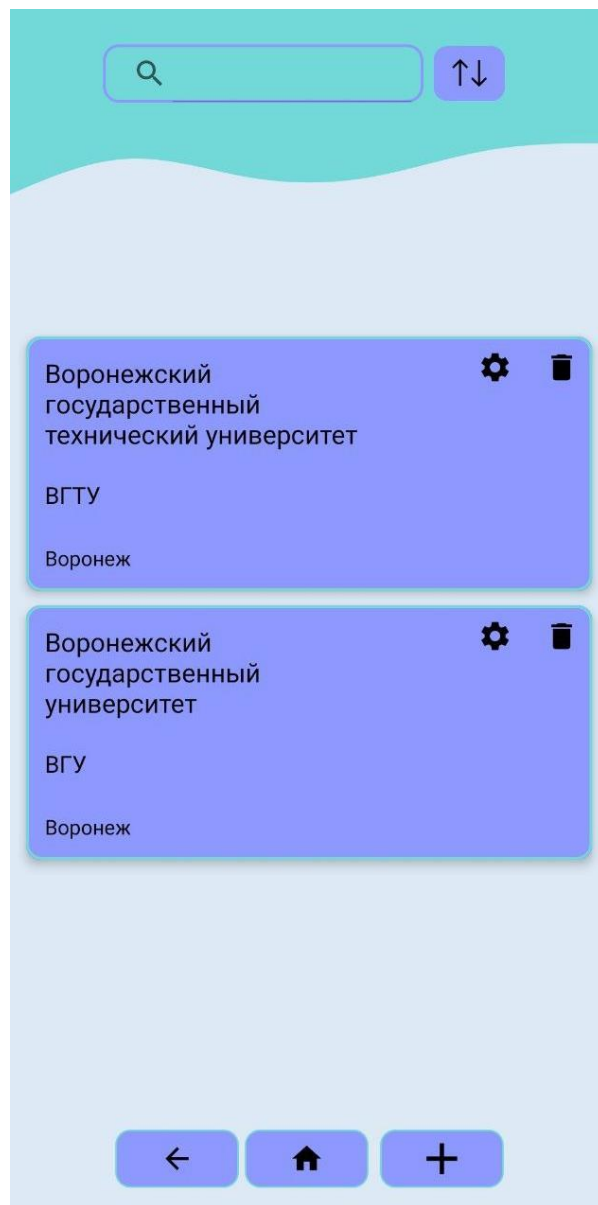 Воронежский
государственный
технический университет
ВГТУ
Воронеж
Воронежский
государственный
университет
ВГУ
Воронеж